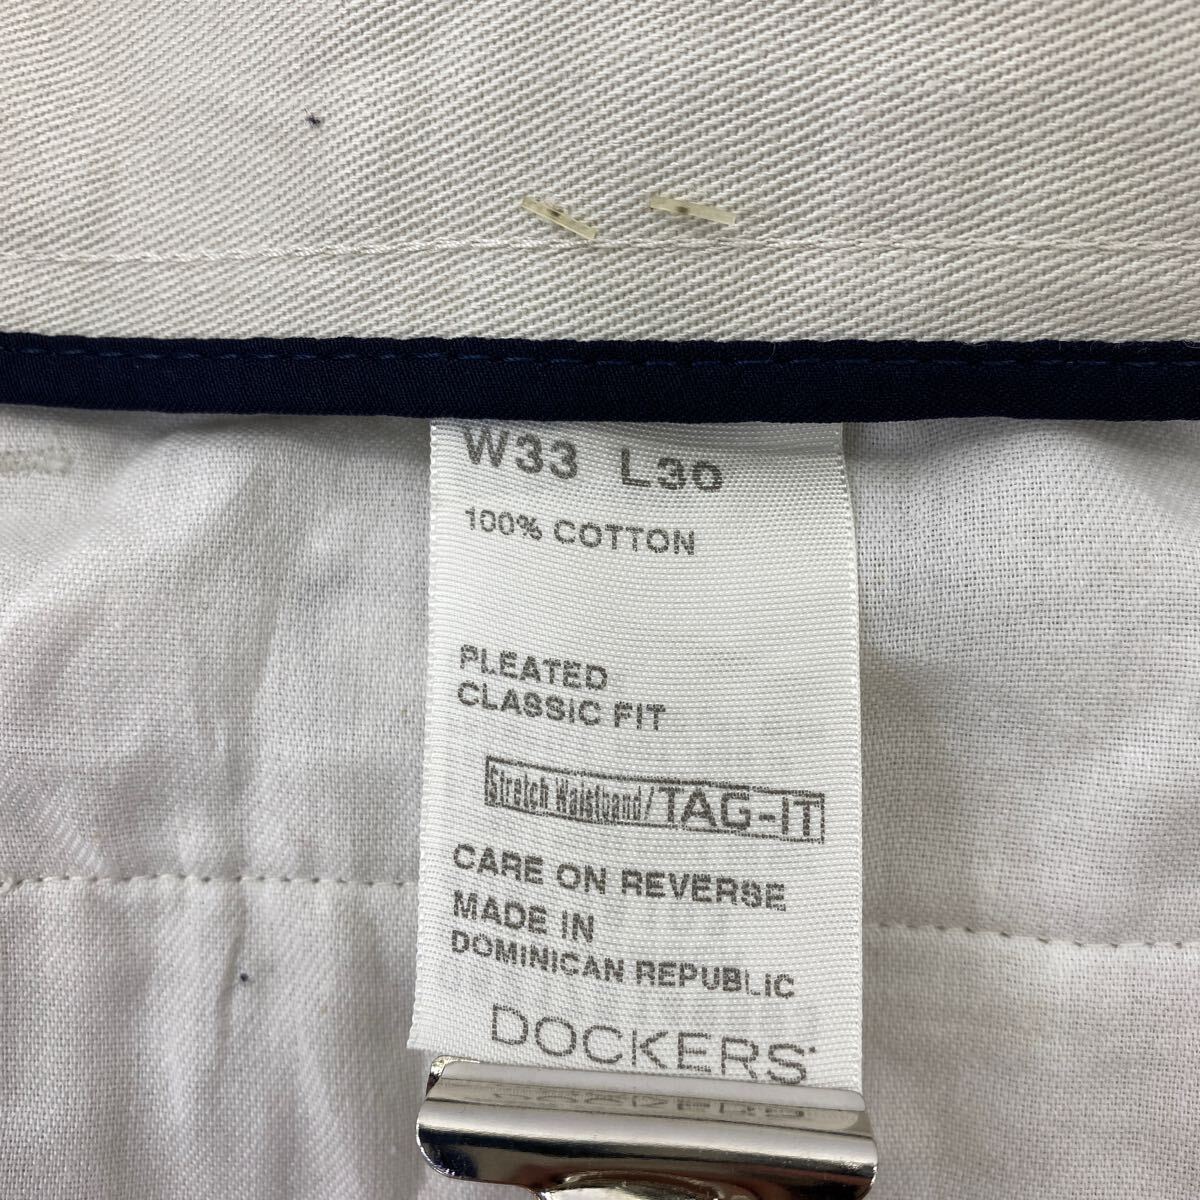 W33 L30
100% COTTON
PLEATED
CLASSIC FIT
Stretch Waistband/TAG-IT
CARE ON REVERSE
MADE IN
DOMINICAN REPUBLIC
DOCKERS